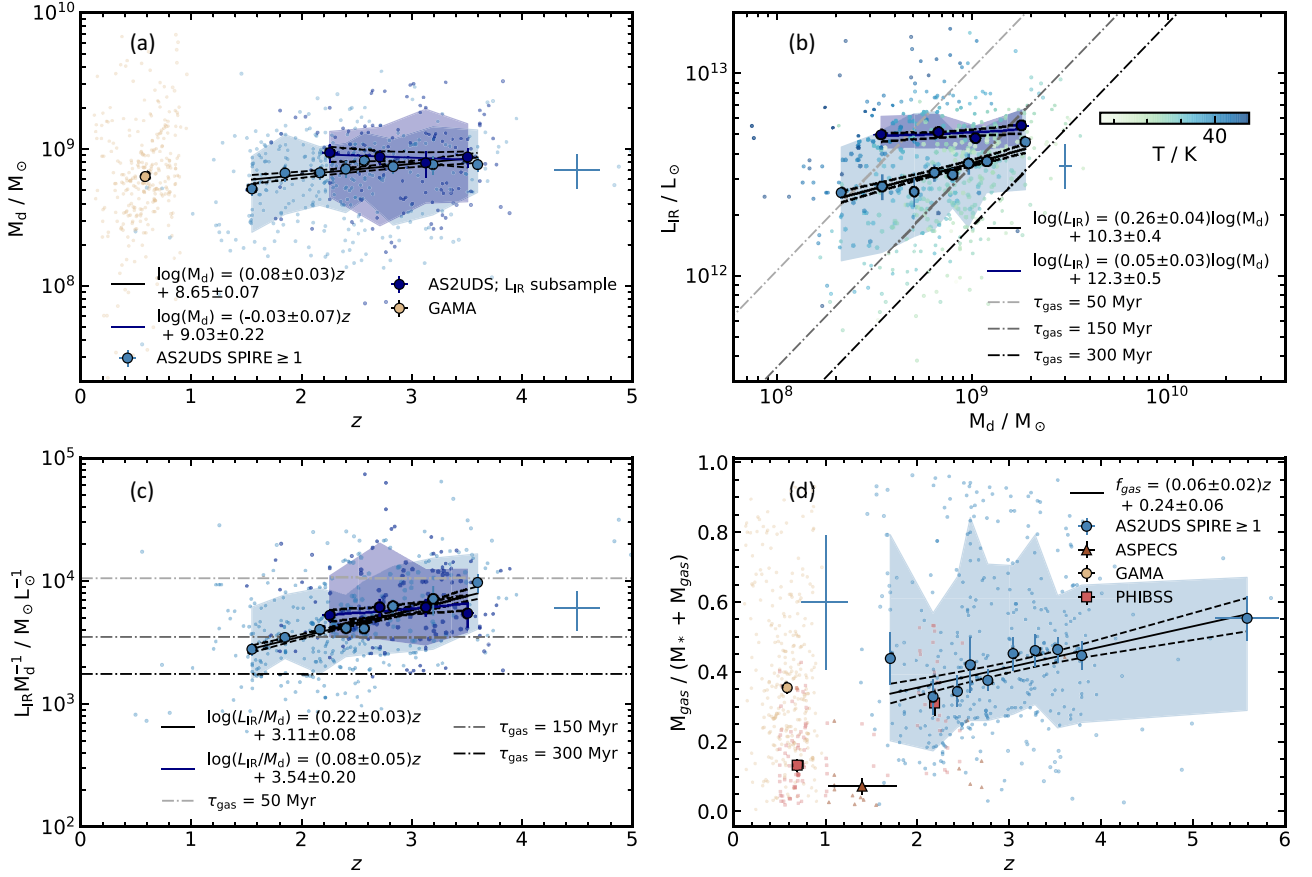 (a)
10^10
10^9
10^8
M_d / M_⊙
log(M_d) = (0.08±0.03)z
+ 8.65±0.07
log(M_d) = (-0.03±0.07)z
+ 9.03±0.22
AS2UDS SPIRE ≥ 1
AS2UDS; L_IR subsample
GAMA
0 1 2 3 4 5
z
(b)
10^13
10^12
L_IR / L_⊙
40
T / K
log(L_IR) = (0.26±0.04)log(M_d)
+ 10.3±0.4
log(L_IR) = (0.05±0.03)log(M_d)
+ 12.3±0.5
τ_gas = 50 Myr
τ_gas = 150 Myr
τ_gas = 300 Myr
10^8 10^9 10^10
M_d / M_⊙
(c)
10^5
10^4
10^3
10^2
L_IR M_d^-1 / M_⊙ L_⊙^-1
log(L_IR/M_d) = (0.22±0.03)z
+ 3.11±0.08
log(L_IR/M_d) = (0.08±0.05)z
+ 3.54±0.20
τ_gas = 50 Myr
τ_gas = 150 Myr
τ_gas = 300 Myr
0 1 2 3 4 5
z
(d)
1.0
0.8
0.6
0.4
0.2
0.0
M_gas / (M_* + M_gas)
f_gas = (0.06±0.02)z
+ 0.24±0.06
AS2UDS SPIRE ≥ 1
ASPECS
GAMA
PHIBSS
0 1 2 3 4 5 6
z